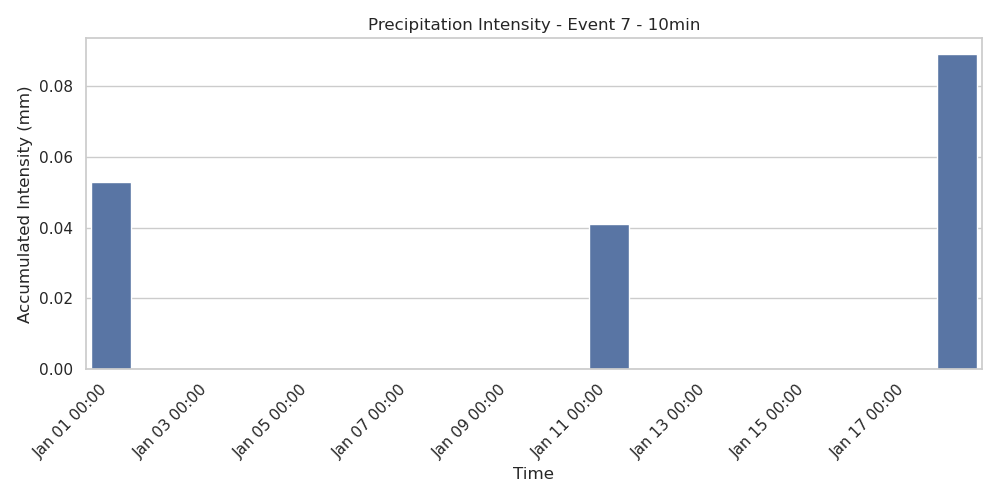 Precipitation Intensity - Event 7 - 10min
Accumulated Intensity (mm)
0.08
0.06
0.04
0.02
0.00
Jan 01 00:00
Jan 03 00:00
Jan 05 00:00
Jan 07 00:00
Jan 09 00:00
Jan 11 00:00
Jan 13 00:00
Jan 15 00:00
Jan 17 00:00
Time